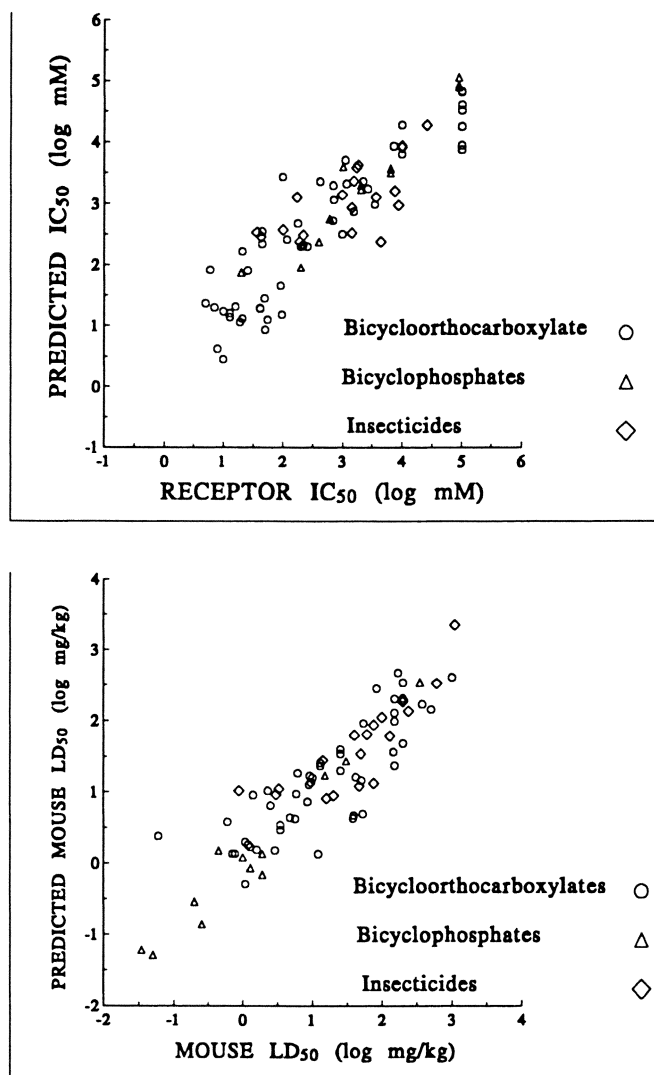 6
5
4
3
2
1
0
-1
-1 0 1 2 3 4 5 6
PREDICTED IC50 (log mM)
Bicycloorthocarboxylate
Bicyclophosphates
Insecticides
RECEPTOR IC50 (log mM)
4
3
2
1
0
-1
-2
-2 -1 0 1 2 3 4
PREDICTED MOUSE LD50 (log mg/kg)
Bicycloorthocarboxylates
Bicyclophosphates
Insecticides
MOUSE LD50 (log mg/kg)